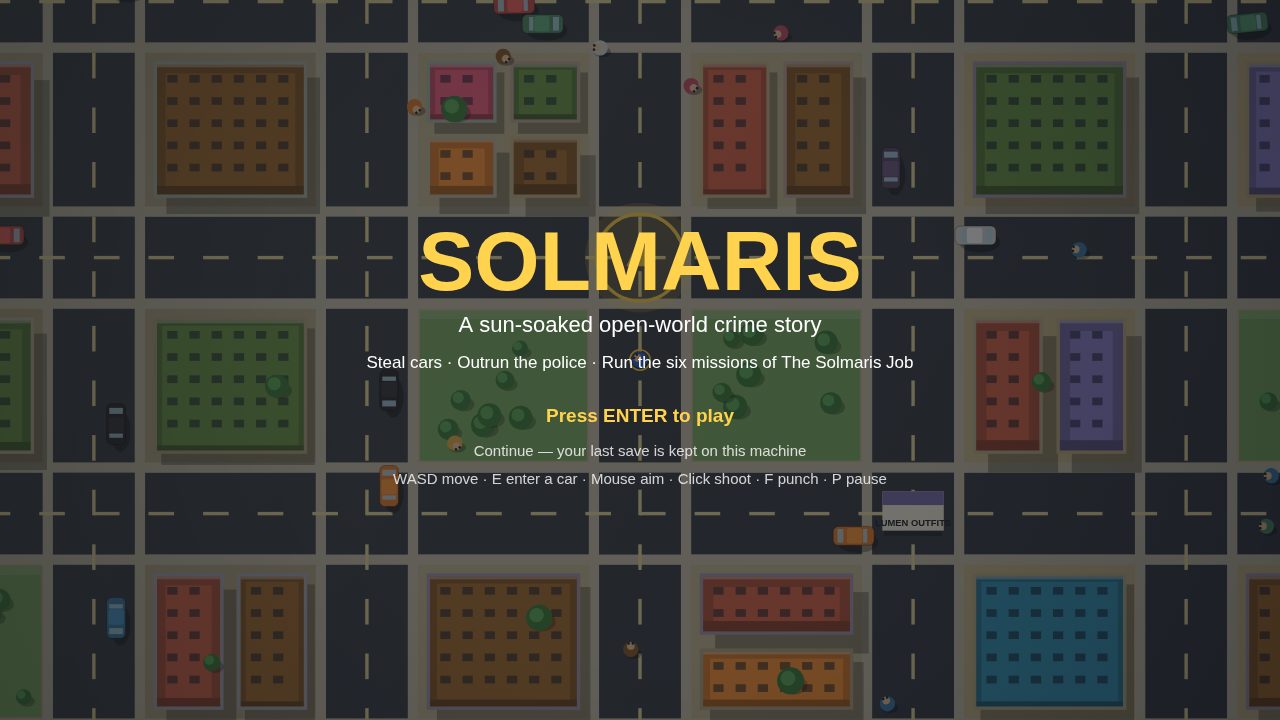 SOLMARIS
A sun-soaked open-world crime story
Steal cars · Outrun the police · Run the six missions of The Solmaris Job
Press ENTER to play
Continue — your last save is kept on this machine
WASD move · E enter a car · Mouse aim · Click shoot · F punch · P pause
LUMEN OUTFITS